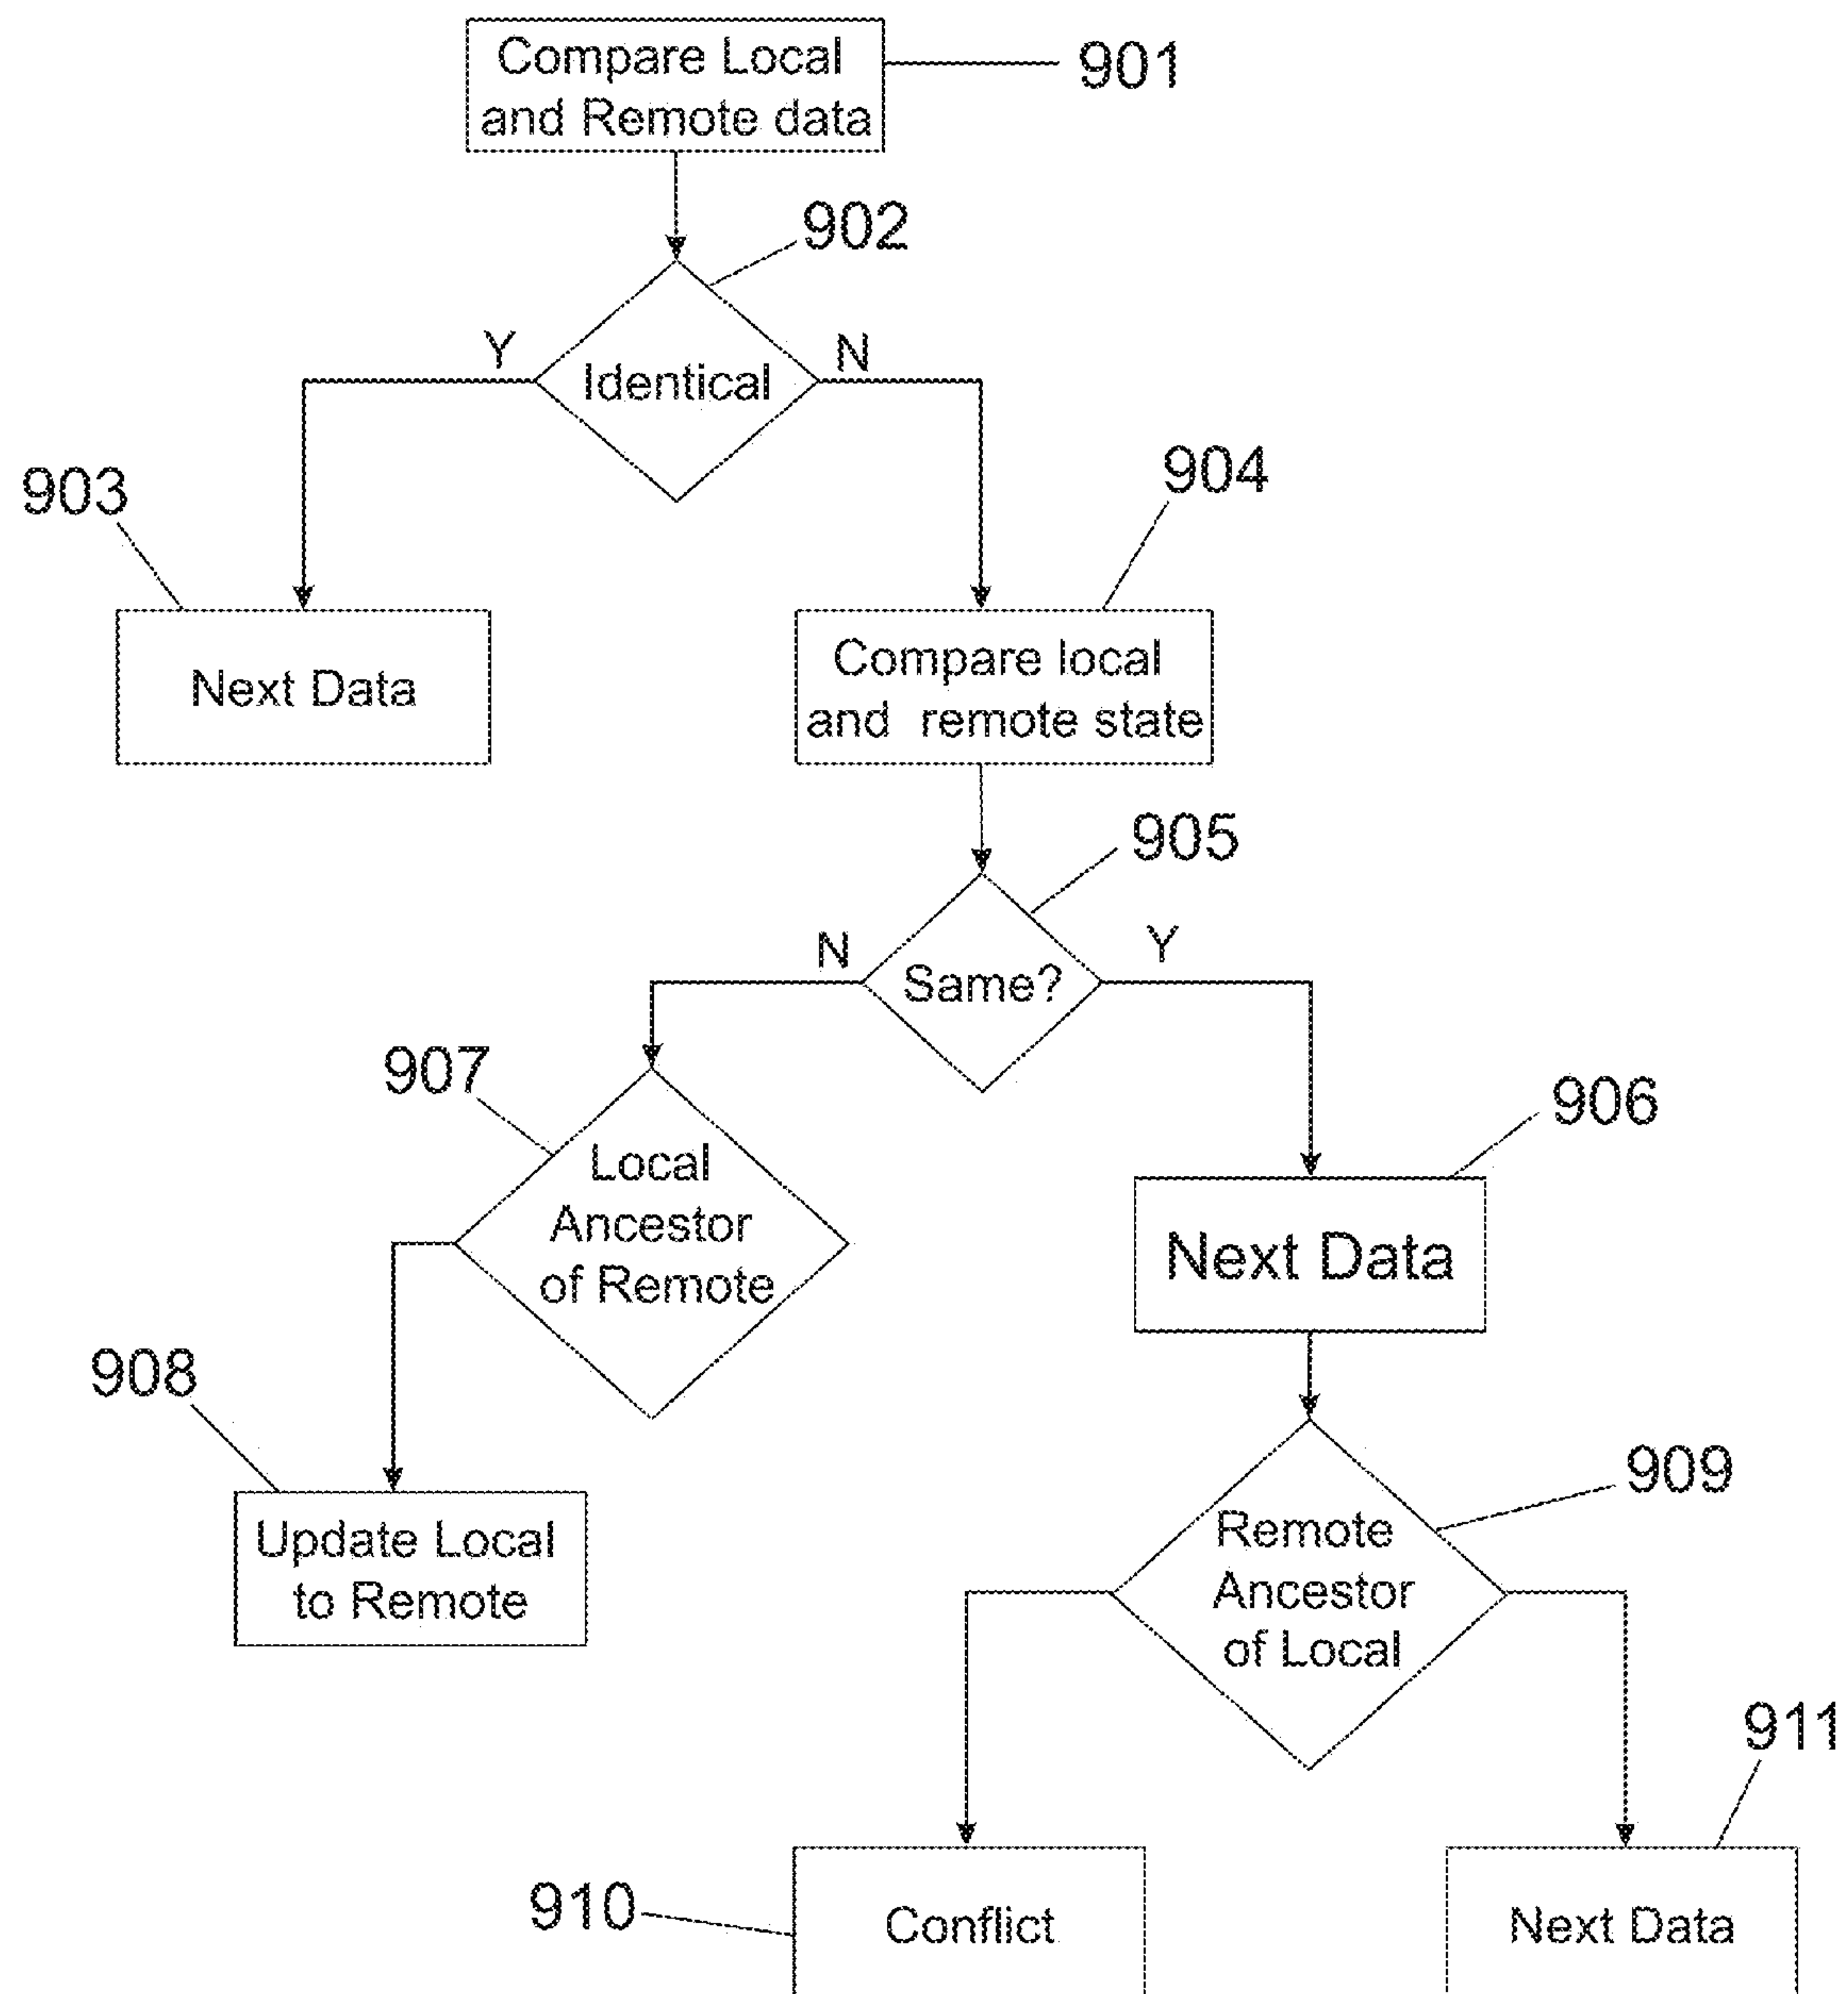 Compare Local
and Remote data
901
902
Y
N
Identical
903
904
Next Data
Compare local
and remote state
905
N
Y
Same?
907
906
Local
Ancestor
of Remote
Next Data
908
909
Update Local
to Remote
Remote
Ancestor
of Local
911
910
Conflict
Next Data